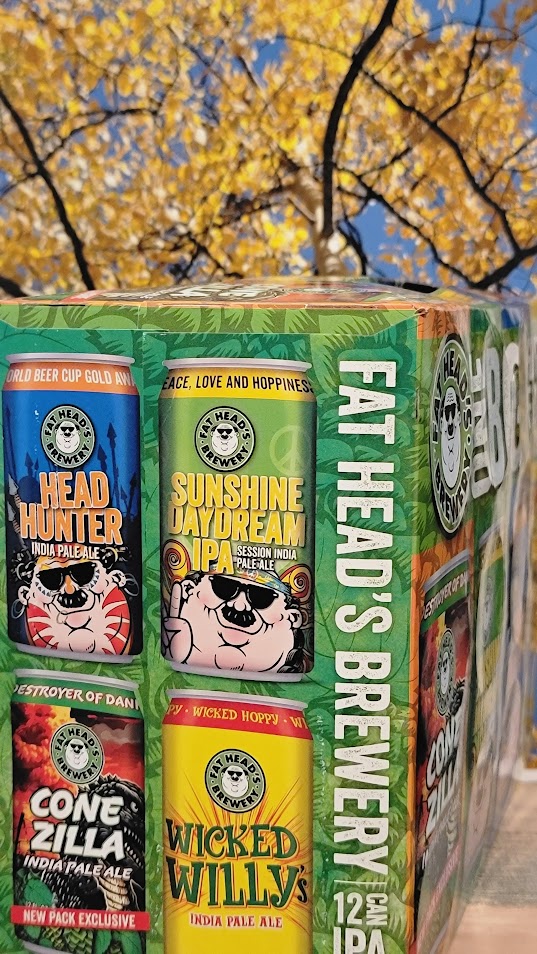 ORLD BEER CUP GOLD AW
FAT HEAD'S
BREWERY
HEAD
HUNTER
INDIA PALE ALE
EACE, LOVE AND HOPPINES
FAT HEAD'S
BREWERY
SUNSHINE
DAYDREAM
IPA
SESSION INDIA
PALE ALE
ESTROYER OF DAN
FAT HEAD'S
BREWERY
CONE
ZILLA
INDIA PALE ALE
NEW PACK EXCLUSIVE
PY · WICKED HOPPY · W
FAT HEAD'S
BREWERY
WICKED
WILLY'S
INDIA PALE ALE
FAT HEAD'S BREWERY
12 CAN
IPA
FAT HEAD'S
BREWERY
ESTROYER OF DAN
CONE
ZILLA